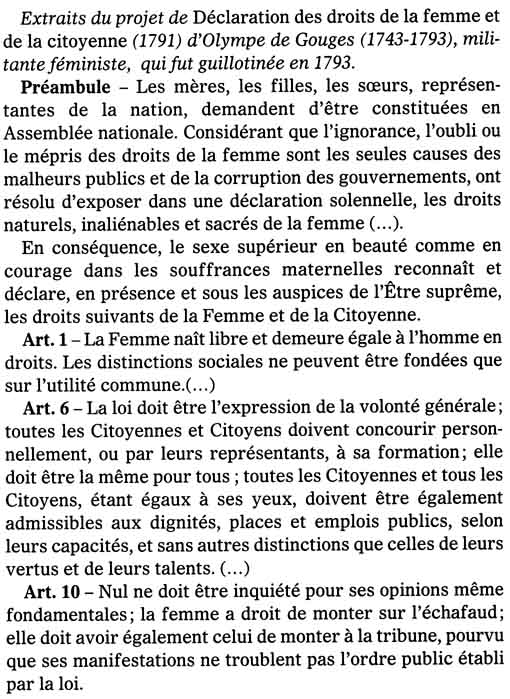 Extraits du projet de Déclaration des droits de la femme et
de la citoyenne (1791) d'Olympe de Gouges (1743-1793), mili-
tante féministe, qui fut guillotinée en 1793.
Préambule – Les mères, les filles, les sœurs, représen-
tantes de la nation, demandent d'être constituées en
Assemblée nationale. Considérant que l'ignorance, l'oubli ou
le mépris des droits de la femme sont les seules causes des
malheurs publics et de la corruption des gouvernements, ont
résolu d'exposer dans une déclaration solennelle, les droits
naturels, inaliénables et sacrés de la femme (...).
En conséquence, le sexe supérieur en beauté comme en
courage dans les souffrances maternelles reconnaît et
déclare, en présence et sous les auspices de l'Être suprême,
les droits suivants de la Femme et de la Citoyenne.
Art. 1 – La Femme naît libre et demeure égale à l'homme en
droits. Les distinctions sociales ne peuvent être fondées que
sur l'utilité commune.(...)
Art. 6 – La loi doit être l'expression de la volonté générale;
toutes les Citoyennes et Citoyens doivent concourir person-
nellement, ou par leurs représentants, à sa formation; elle
doit être la même pour tous ; toutes les Citoyennes et tous les
Citoyens, étant égaux à ses yeux, doivent être également
admissibles aux dignités, places et emplois publics, selon
leurs capacités, et sans autres distinctions que celles de leurs
vertus et de leurs talents. (...)
Art. 10 – Nul ne doit être inquiété pour ses opinions même
fondamentales; la femme a droit de monter sur l'échafaud;
elle doit avoir également celui de monter à la tribune, pourvu
que ses manifestations ne troublent pas l'ordre public établi
par la loi.